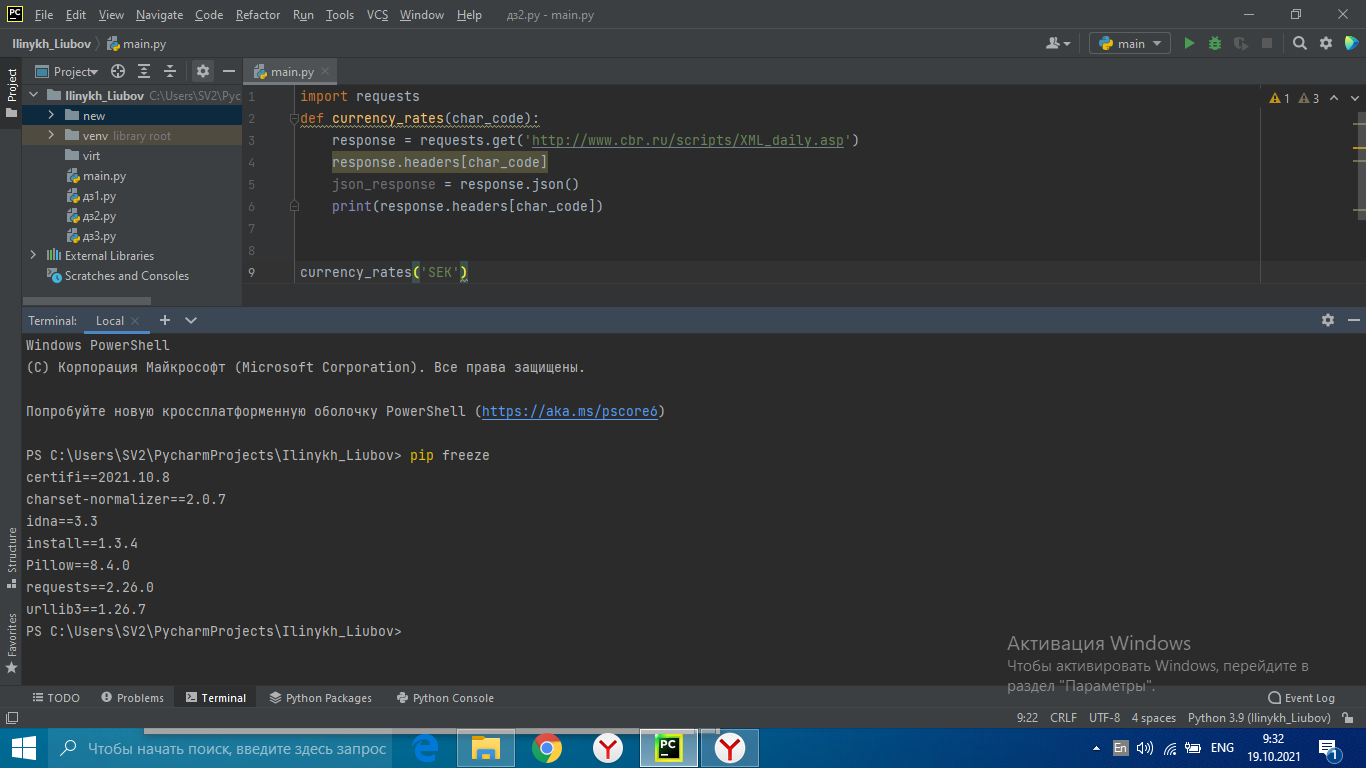 PC File Edit View Navigate Code Refactor Run Tools VCS Window Help дз2.py - main.py
Ilinykh_Liubov main.py main
Project
Project
main.py
Ilinykh_Liubov C:\Users\SV2\Pyc
new
venv library root
virt
main.py
дз1.py
дз2.py
дз3.py
External Libraries
Scratches and Consoles
1 import requests
2 def currency_rates(char_code):
3 response = requests.get('http://www.cbr.ru/scripts/XML_daily.asp')
4 response.headers[char_code]
5 json_response = response.json()
6 print(response.headers[char_code])
7
8
9 currency_rates('SEK')
1 3
Terminal: Local
Windows PowerShell
(C) Корпорация Майкрософт (Microsoft Corporation). Все права защищены.
Попробуйте новую кроссплатформенную оболочку PowerShell (https://aka.ms/pscore6)
PS C:\Users\SV2\PycharmProjects\Ilinykh_Liubov> pip freeze
certifi==2021.10.8
charset-normalizer==2.0.7
idna==3.3
install==1.3.4
Pillow==8.4.0
requests==2.26.0
urllib3==1.26.7
PS C:\Users\SV2\PycharmProjects\Ilinykh_Liubov>
Structure
Favorites
Активация Windows
Чтобы активировать Windows, перейдите в
раздел "Параметры".
TODO Problems Terminal Python Packages Python Console Event Log
9:22 CRLF UTF-8 4 spaces Python 3.9 (Ilinykh_Liubov)
Чтобы начать поиск, введите здесь запрос
PC
En ENG
9:32
19.10.2021
1